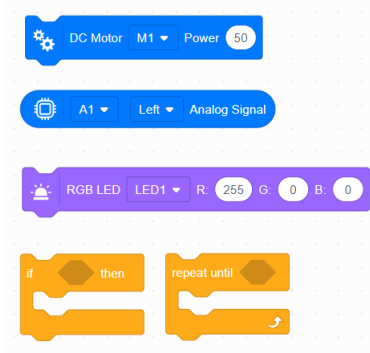 DC Motor M1 Power 50
A1 Left Analog Signal
RGB LED LED1 R: 255 G: 0 B: 0
if then
repeat until